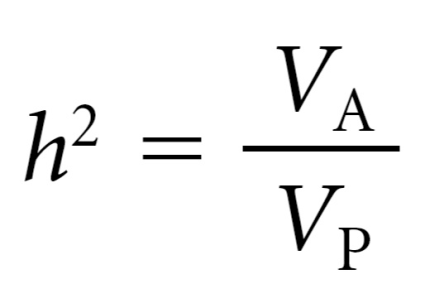 h² = V_A / V_P